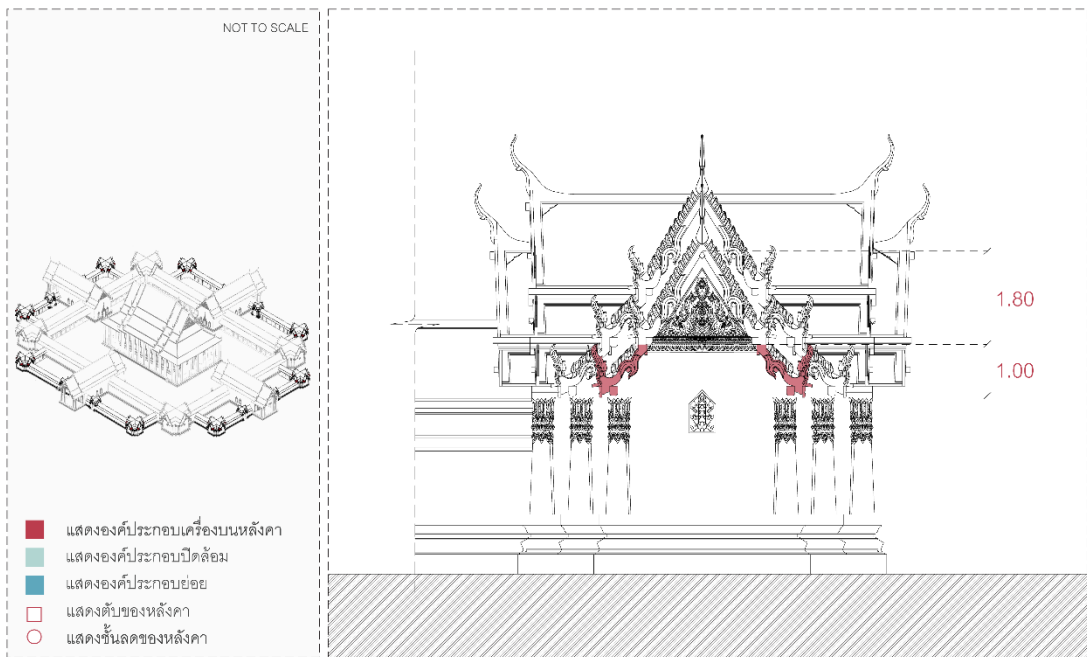 NOT TO SCALE
1.80
1.00
แสดงองค์ประกอบเครื่องบนหลังคา
แสดงองค์ประกอบปิดล้อม
แสดงองค์ประกอบย่อย
แสดงตับของหลังคา
แสดงชั้นลดของหลังคา